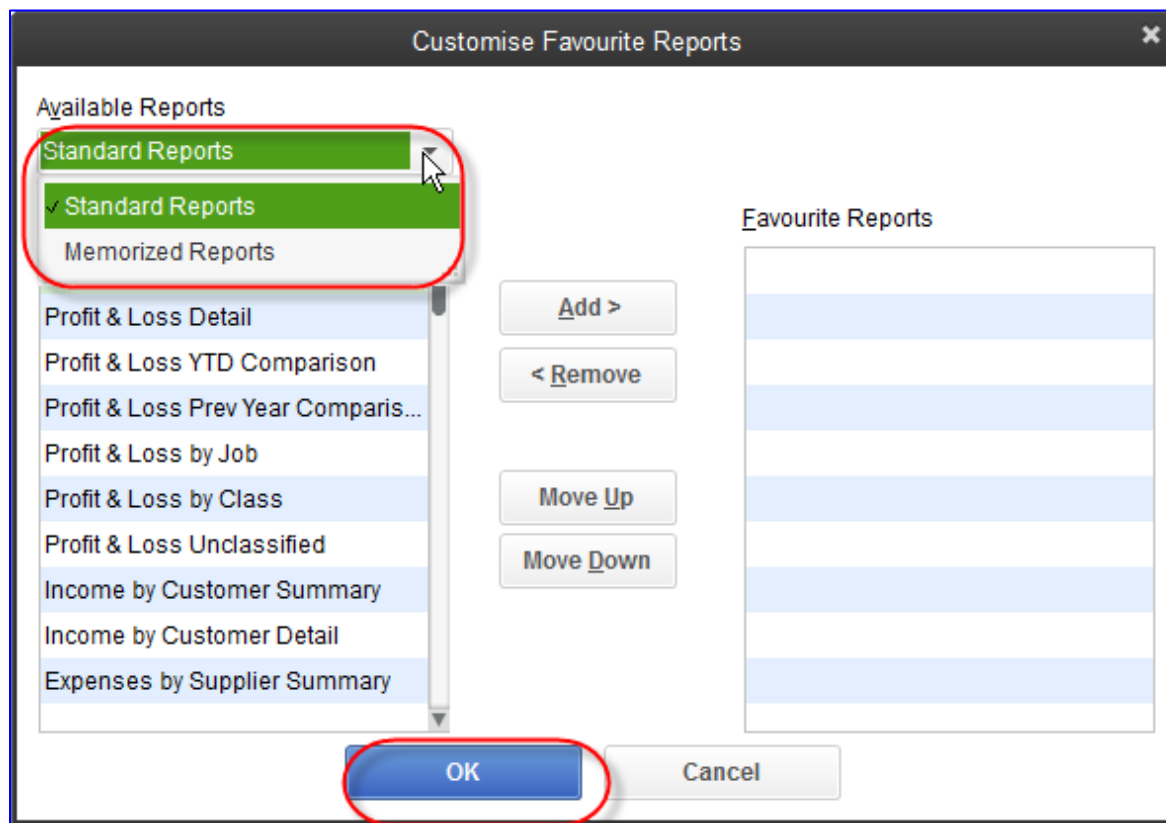 Customise Favourite Reports
Available Reports
Standard Reports
Standard Reports
Memorized Reports
Profit & Loss Detail
Profit & Loss YTD Comparison
Profit & Loss Prev Year Comparis...
Profit & Loss by Job
Profit & Loss by Class
Profit & Loss Unclassified
Income by Customer Summary
Income by Customer Detail
Expenses by Supplier Summary
Add >
< Remove
Move Up
Move Down
Favourite Reports
OK
Cancel